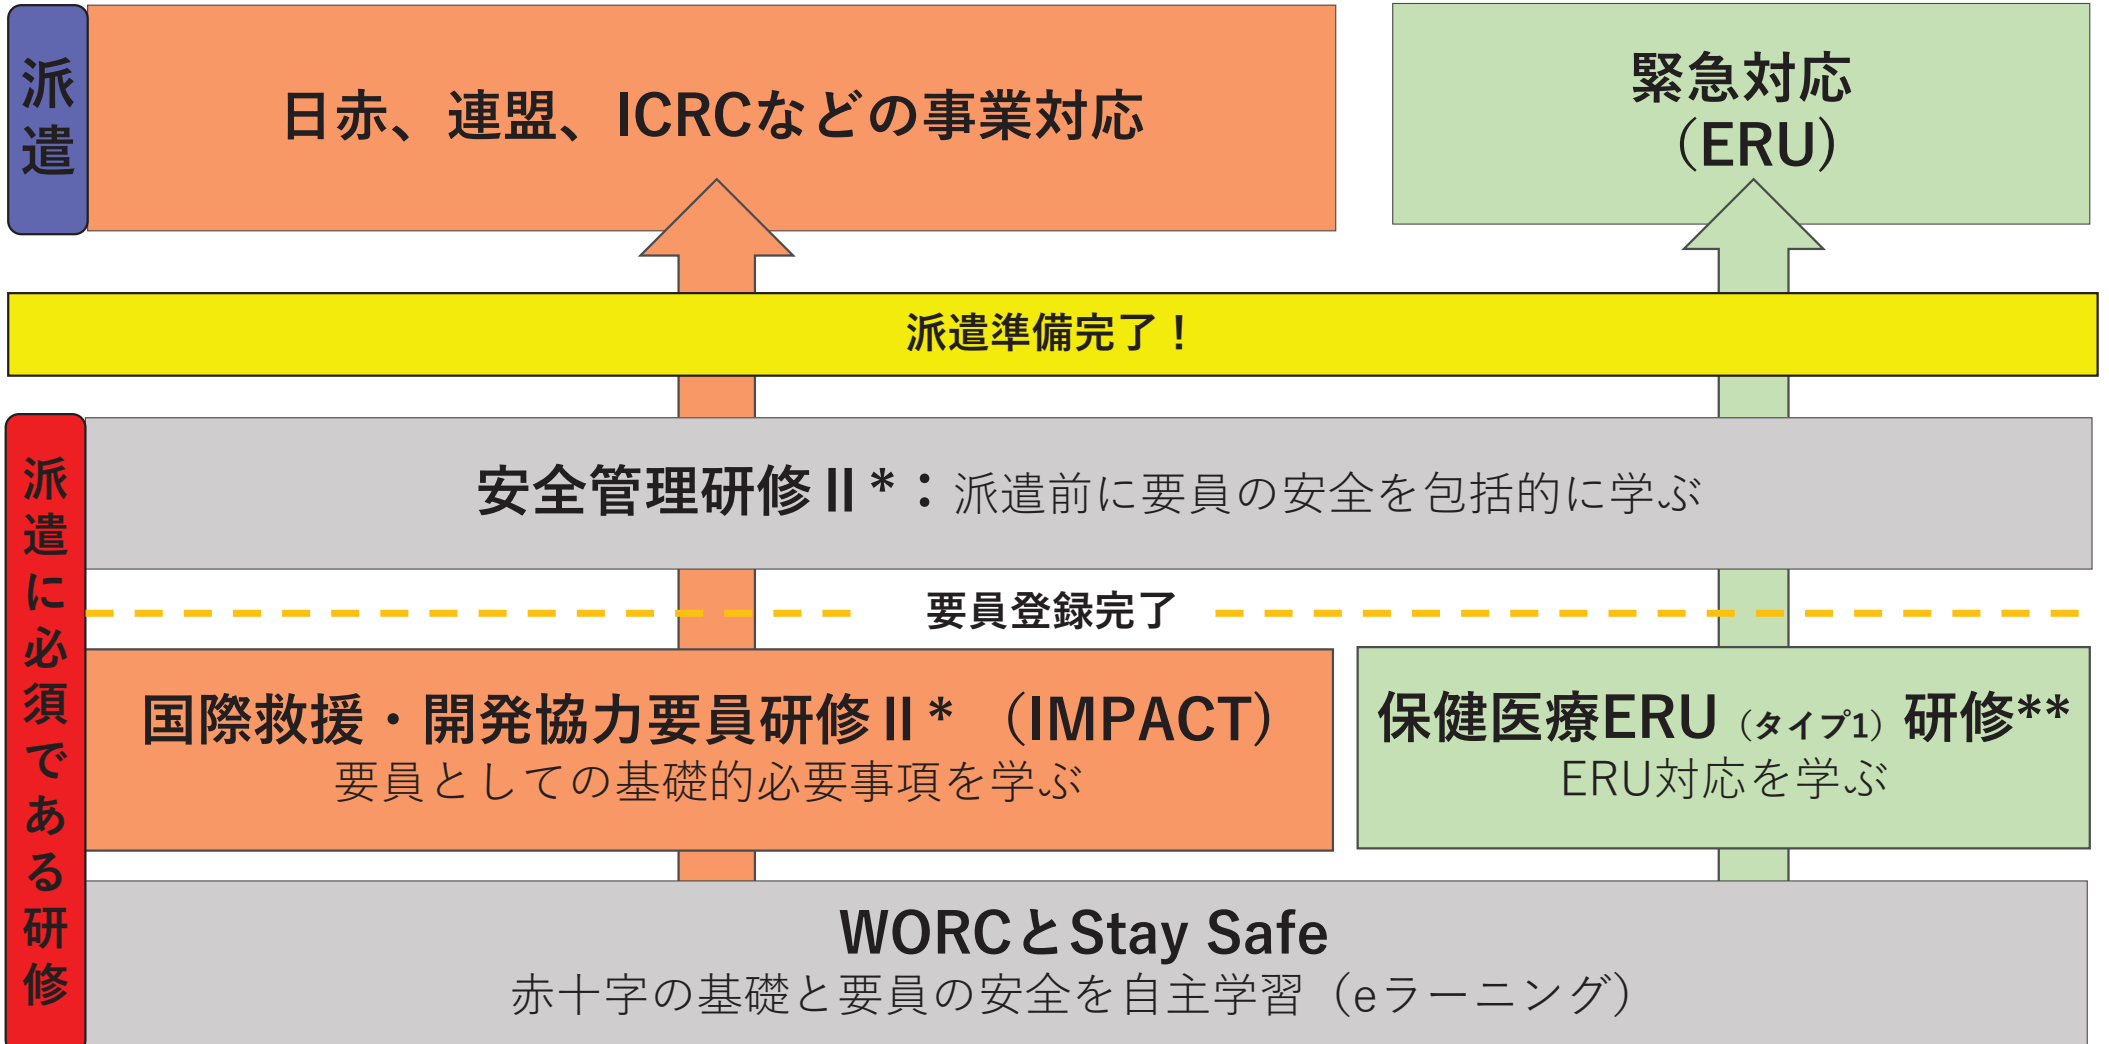 派遣
日赤、連盟、ICRCなどの事業対応
緊急対応
（ERU）
派遣準備完了！
派遣に必須である研修
安全管理研修Ⅱ*：派遣前に要員の安全を包括的に学ぶ
要員登録完了
国際救援・開発協力要員研修Ⅱ*（IMPACT）
要員としての基礎的必要事項を学ぶ
保健医療ERU（タイプ1）研修**
ERU対応を学ぶ
WORCとStay Safe
赤十字の基礎と要員の安全を自主学習（eラーニング）